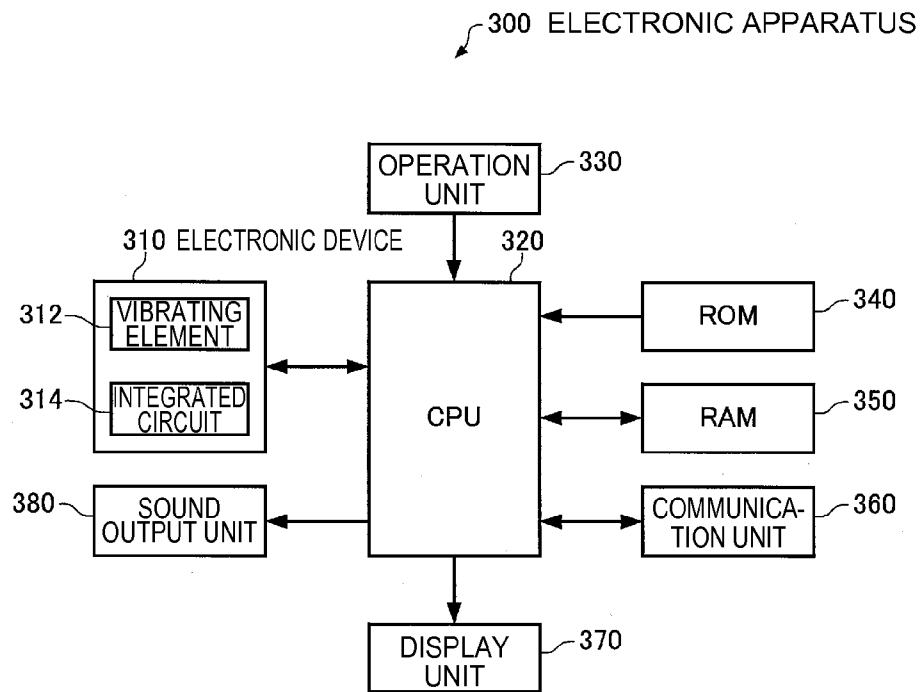 300 ELECTRONIC APPARATUS
OPERATION
UNIT
330
310 ELECTRONIC DEVICE
320
312
VIBRATING
ELEMENT
314
INTEGRATED
CIRCUIT
CPU
ROM
340
RAM
350
380
SOUND
OUTPUT UNIT
COMMUNICA-
TION UNIT
360
DISPLAY
UNIT
370